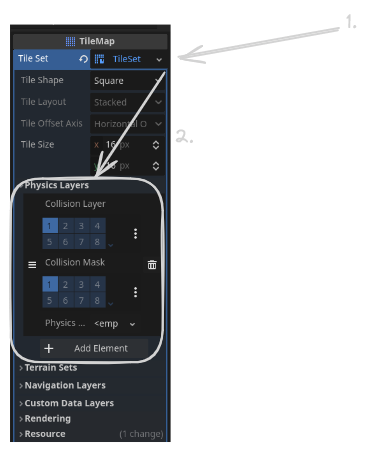 1.
TileMap
Tile Set
TileSet
Tile Shape
Square
Tile Layout
Stacked
Tile Offset Axis
Horizontal O
2.
Tile Size
x 16 px
y 16 px
Physics Layers
Collision Layer
1 2 3 4
5 6 7 8
Collision Mask
1 2 3 4
5 6 7 8
Physics ... <emp
+ Add Element
Terrain Sets
Navigation Layers
Custom Data Layers
Rendering
Resource (1 change)